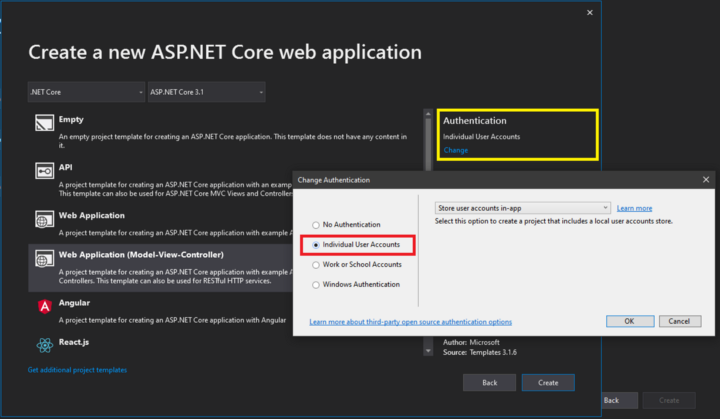 Create a new ASP.NET Core web application
.NET Core
ASP.NET Core 3.1
Empty
An empty project template for creating an ASP.NET Core application. This template does not have any content in
it.
API
A project template for creating an ASP.NET Core application with an example
This template can also be used for ASP.NET Core MVC Views and Controllers
Web Application
A project template for creating an ASP.NET Core application with example A
Web Application (Model-View-Controller)
A project template for creating an ASP.NET Core application with example A
Controllers. This template can also be used for RESTful HTTP services.
Angular
A project template for creating an ASP.NET Core application with Angular
React.js
Get additional project templates
Authentication
Individual User Accounts
Change
Change Authentication
No Authentication
Individual User Accounts
Work or School Accounts
Windows Authentication
Store user accounts in-app
Learn more
Select this option to create a project that includes a local user accounts store.
Learn more about third-party open source authentication options
OK
Cancel
Author: Microsoft
Source: Templates 3.1.6
Back
Create
Back
Create